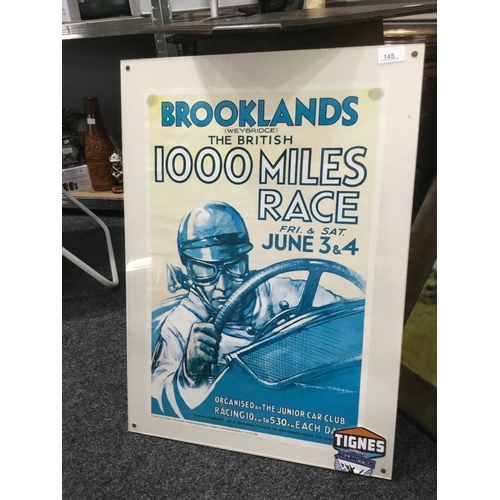 145
BROOKLANDS
(WEYBRIDGE)
THE BRITISH
1000 MILES
RACE
FRI. & SAT.
JUNE 3 & 4
ORGANISED BY THE JUNIOR CAR CLUB
RACING 10 A.M. TO 5.30 P.M. EACH DAY
TIGNES